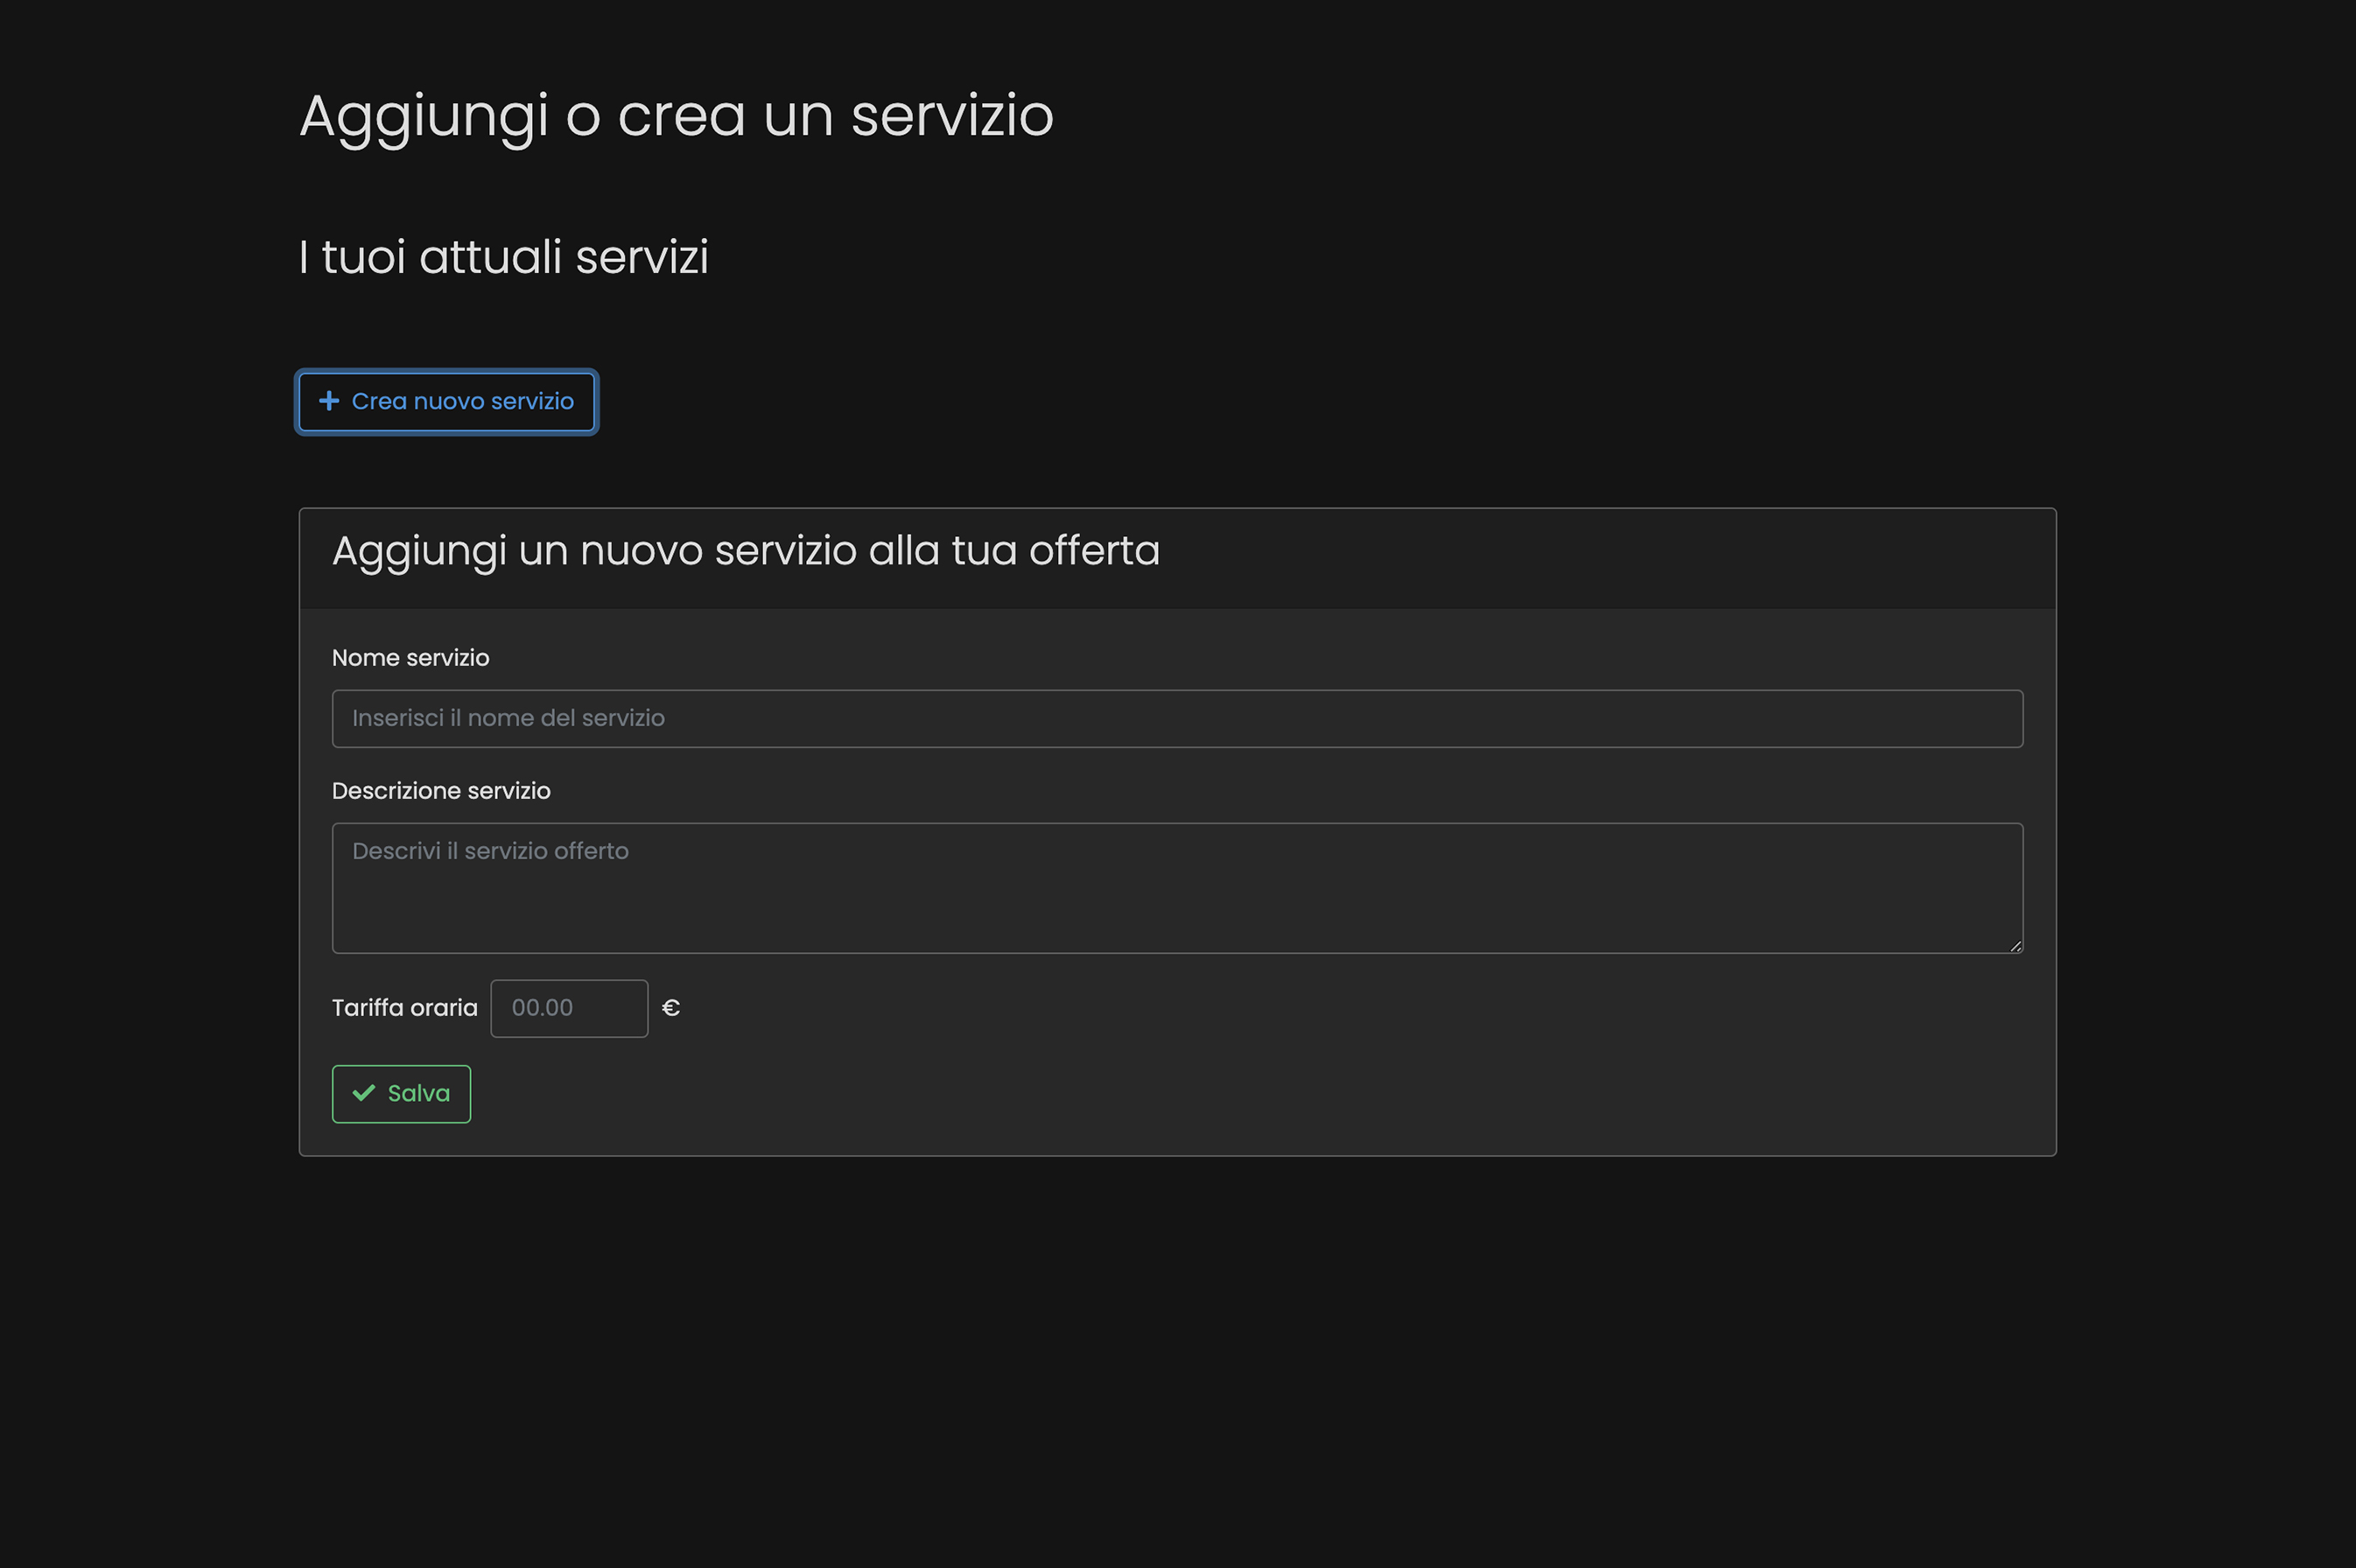 Aggiungi o crea un servizio
I tuoi attuali servizi
Crea nuovo servizio
Aggiungi un nuovo servizio alla tua offerta
Nome servizio
Inserisci il nome del servizio
Descrizione servizio
Descrivi il servizio offerto
Tariffa oraria 00.00 €
Salva